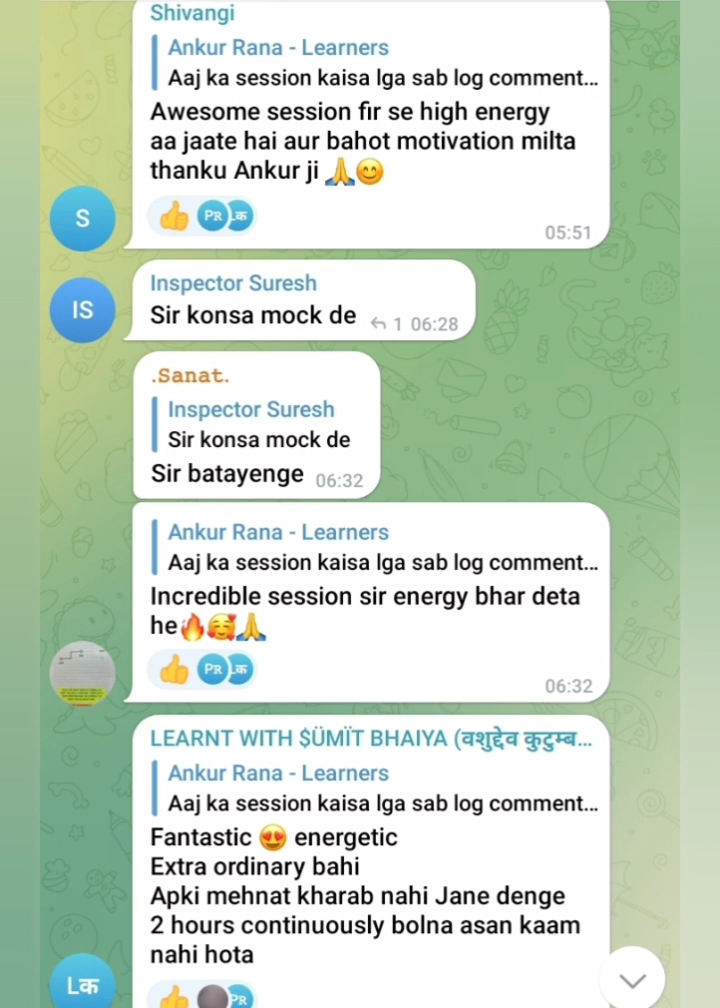 Shivangi
Ankur Rana - Learners
Aaj ka session kaisa lga sab log comment...
Awesome session fir se high energy
aa jaate hai aur bahot motivation milta
thanku Ankur ji 🙏😊
👍 PR Lक
S
05:51
Inspector Suresh
IS
Sir konsa mock de
1 06:28
.Sanat.
Inspector Suresh
Sir konsa mock de
Sir batayenge 06:32
Ankur Rana - Learners
Aaj ka session kaisa lga sab log comment...
Incredible session sir energy bhar deta
he🔥🥰🙏
👍 PR Lक
06:32
LEARNT WITH $ÜMÏT BHAIYA (वशुद्देव कुटुम्ब...
Ankur Rana - Learners
Aaj ka session kaisa lga sab log comment...
Fantastic 😍 energetic
Extra ordinary bahi
Apki mehnat kharab nahi Jane denge
2 hours continuously bolna asan kaam
nahi hota
Lक
👍 PR